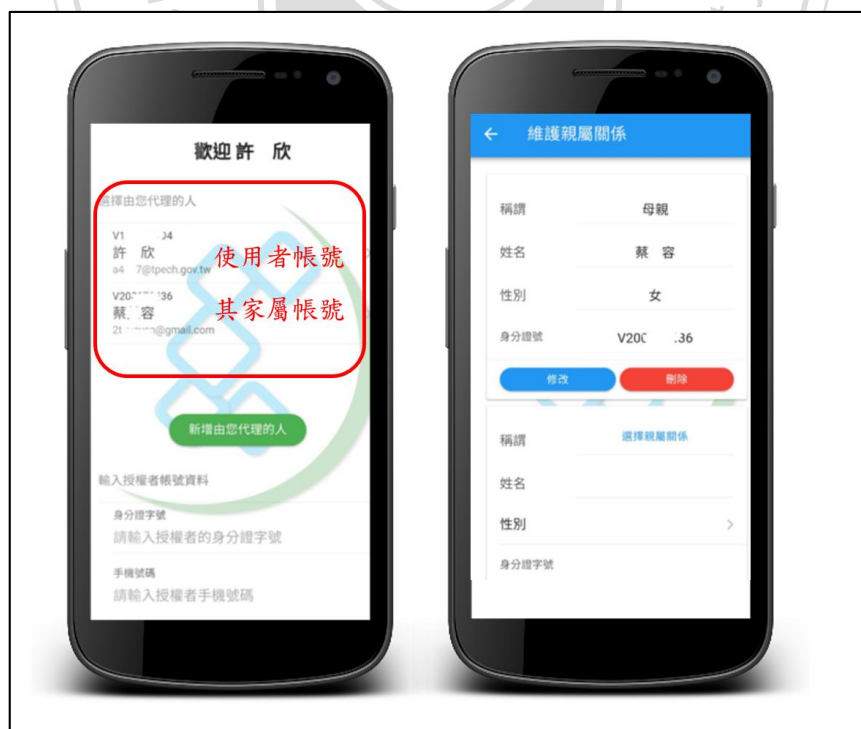 歡迎 許 欣
選擇由您代理的人
V1 04
許 欣
a4 7@tpech.gov.tw
使用者帳號
36
蔡 容
@gmail.com
其家屬帳號
新增由您代理的人
輸入授權者帳號資料
身分證字號
請輸入授權者的身分證字號
手機號碼
請輸入授權者手機號碼
← 維護親屬關係
稱謂 母親
姓名 蔡 容
性別 女
身分證號 V20 .36
修改 刪除
稱謂 選擇親屬關係
姓名
性別 >
身分證字號